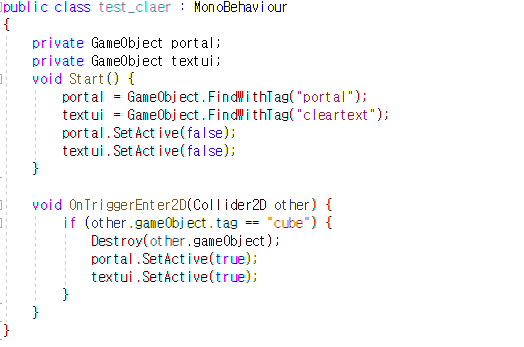 public class test_claer : MonoBehaviour
{
    private GameObject portal;
    private GameObject textui;
    void Start() {
        portal = GameObject.FindWithTag("portal");
        textui = GameObject.FindWithTag("cleartext");
        portal.SetActive(false);
        textui.SetActive(false);
    }

    void OnTriggerEnter2D(Collider2D other) {
        if (other.gameObject.tag == "cube") {
            Destroy(other.gameObject);
            portal.SetActive(true);
            textui.SetActive(true);
        }
    }
}